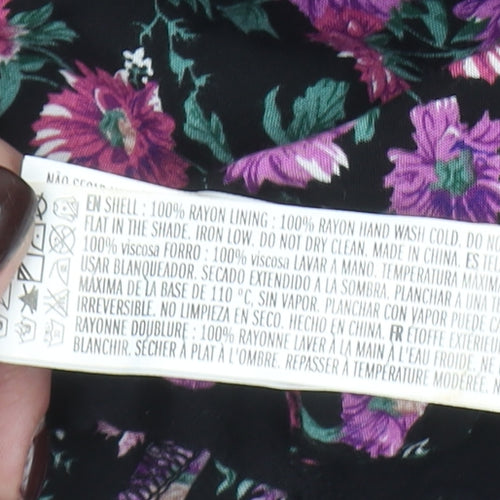 NÃO SECAR
EN SHELL : 100% RAYON LINING : 100% RAYON HAND WASH COLD. DO N
FLAT IN THE SHADE. IRON LOW. DO NOT DRY CLEAN. MADE IN CHINA. ES TE
100% viscosa FORRO : 100% viscosa LAVAR A MANO. TEMPERATURA MÁXIM
USAR BLANQUEADOR. SECADO EXTENDIDO A LA SOMBRA. PLANCHAR A UNA
MÁXIMA DE LA BASE DE 110 °C, SIN VAPOR. PLANCHAR CON VAPOR PUEDE
IRREVERSIBLE. NO LIMPIEZA EN SECO. HECHO EN CHINA. FR ÉTOFFE EXTÉRIEUR
RAYONNE DOUBLURE : 100% RAYONNE LAVER À LA MAIN À L'EAU FROIDE. NE
BLANCHIR. SÉCHER À PLAT À L'OMBRE. REPASSER À TEMPÉRATURE MODÉRÉE.